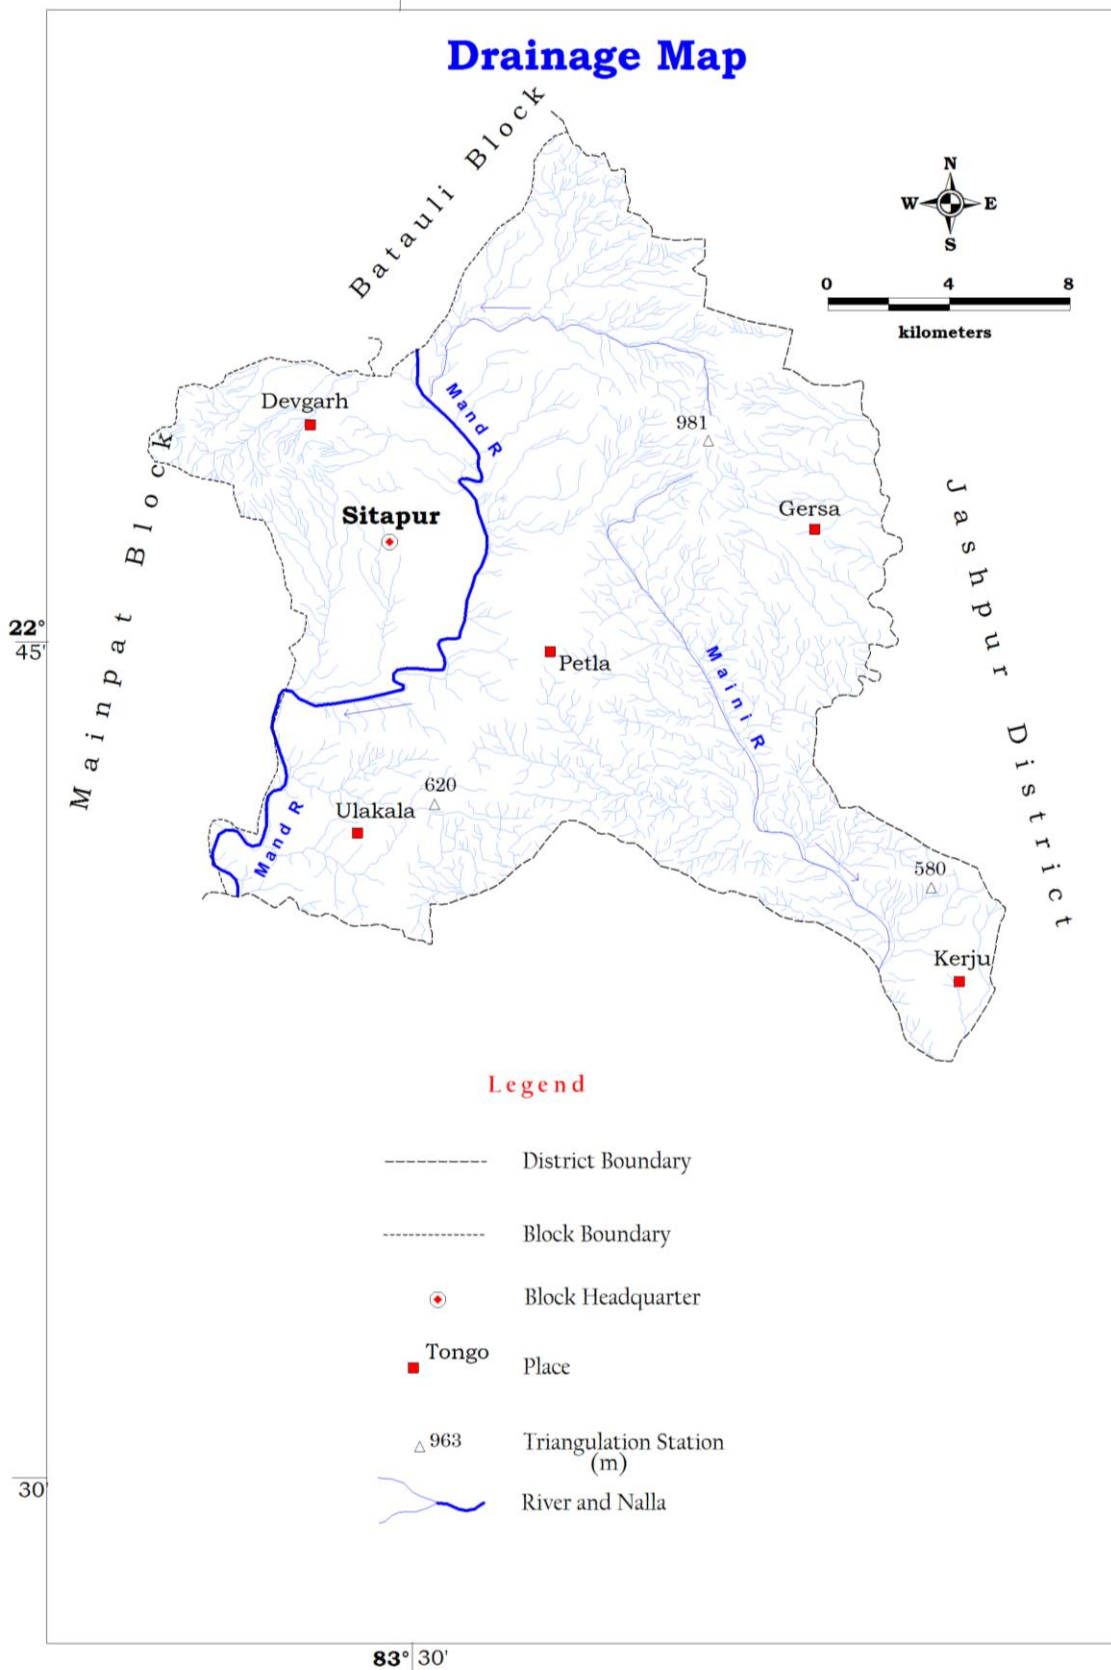 Drainage Map
Batauli Block
N
W E
S
0 4 8
kilometers
Devgarh
Mand R
981
Mainpat Block
Sitapur
Gersa
Jashpur District
22°
45'
Petla
Maini R
620
Ulakala
Mand R
580
Kerju
Legend
District Boundary
Block Boundary
Block Headquarter
Tongo
Place
963
Triangulation Station
(m)
30'
River and Nalla
83° 30'